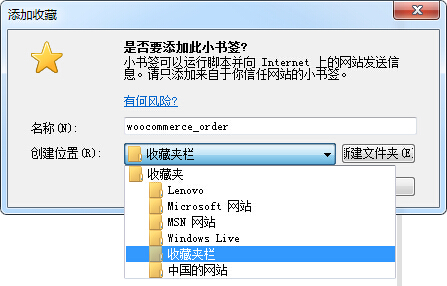 添加收藏
是否要添加此小书签?
小书签可以运行脚本并向 Internet 上的网站发送信
息。请只添加来自于你信任网站的小书签。
有何风险?
名称(N):
woocommerce_order
创建位置(R):
收藏夹栏
新建文件夹(E
收藏夹
Lenovo
Microsoft 网站
MSN 网站
Windows Live
收藏夹栏
中国的网站